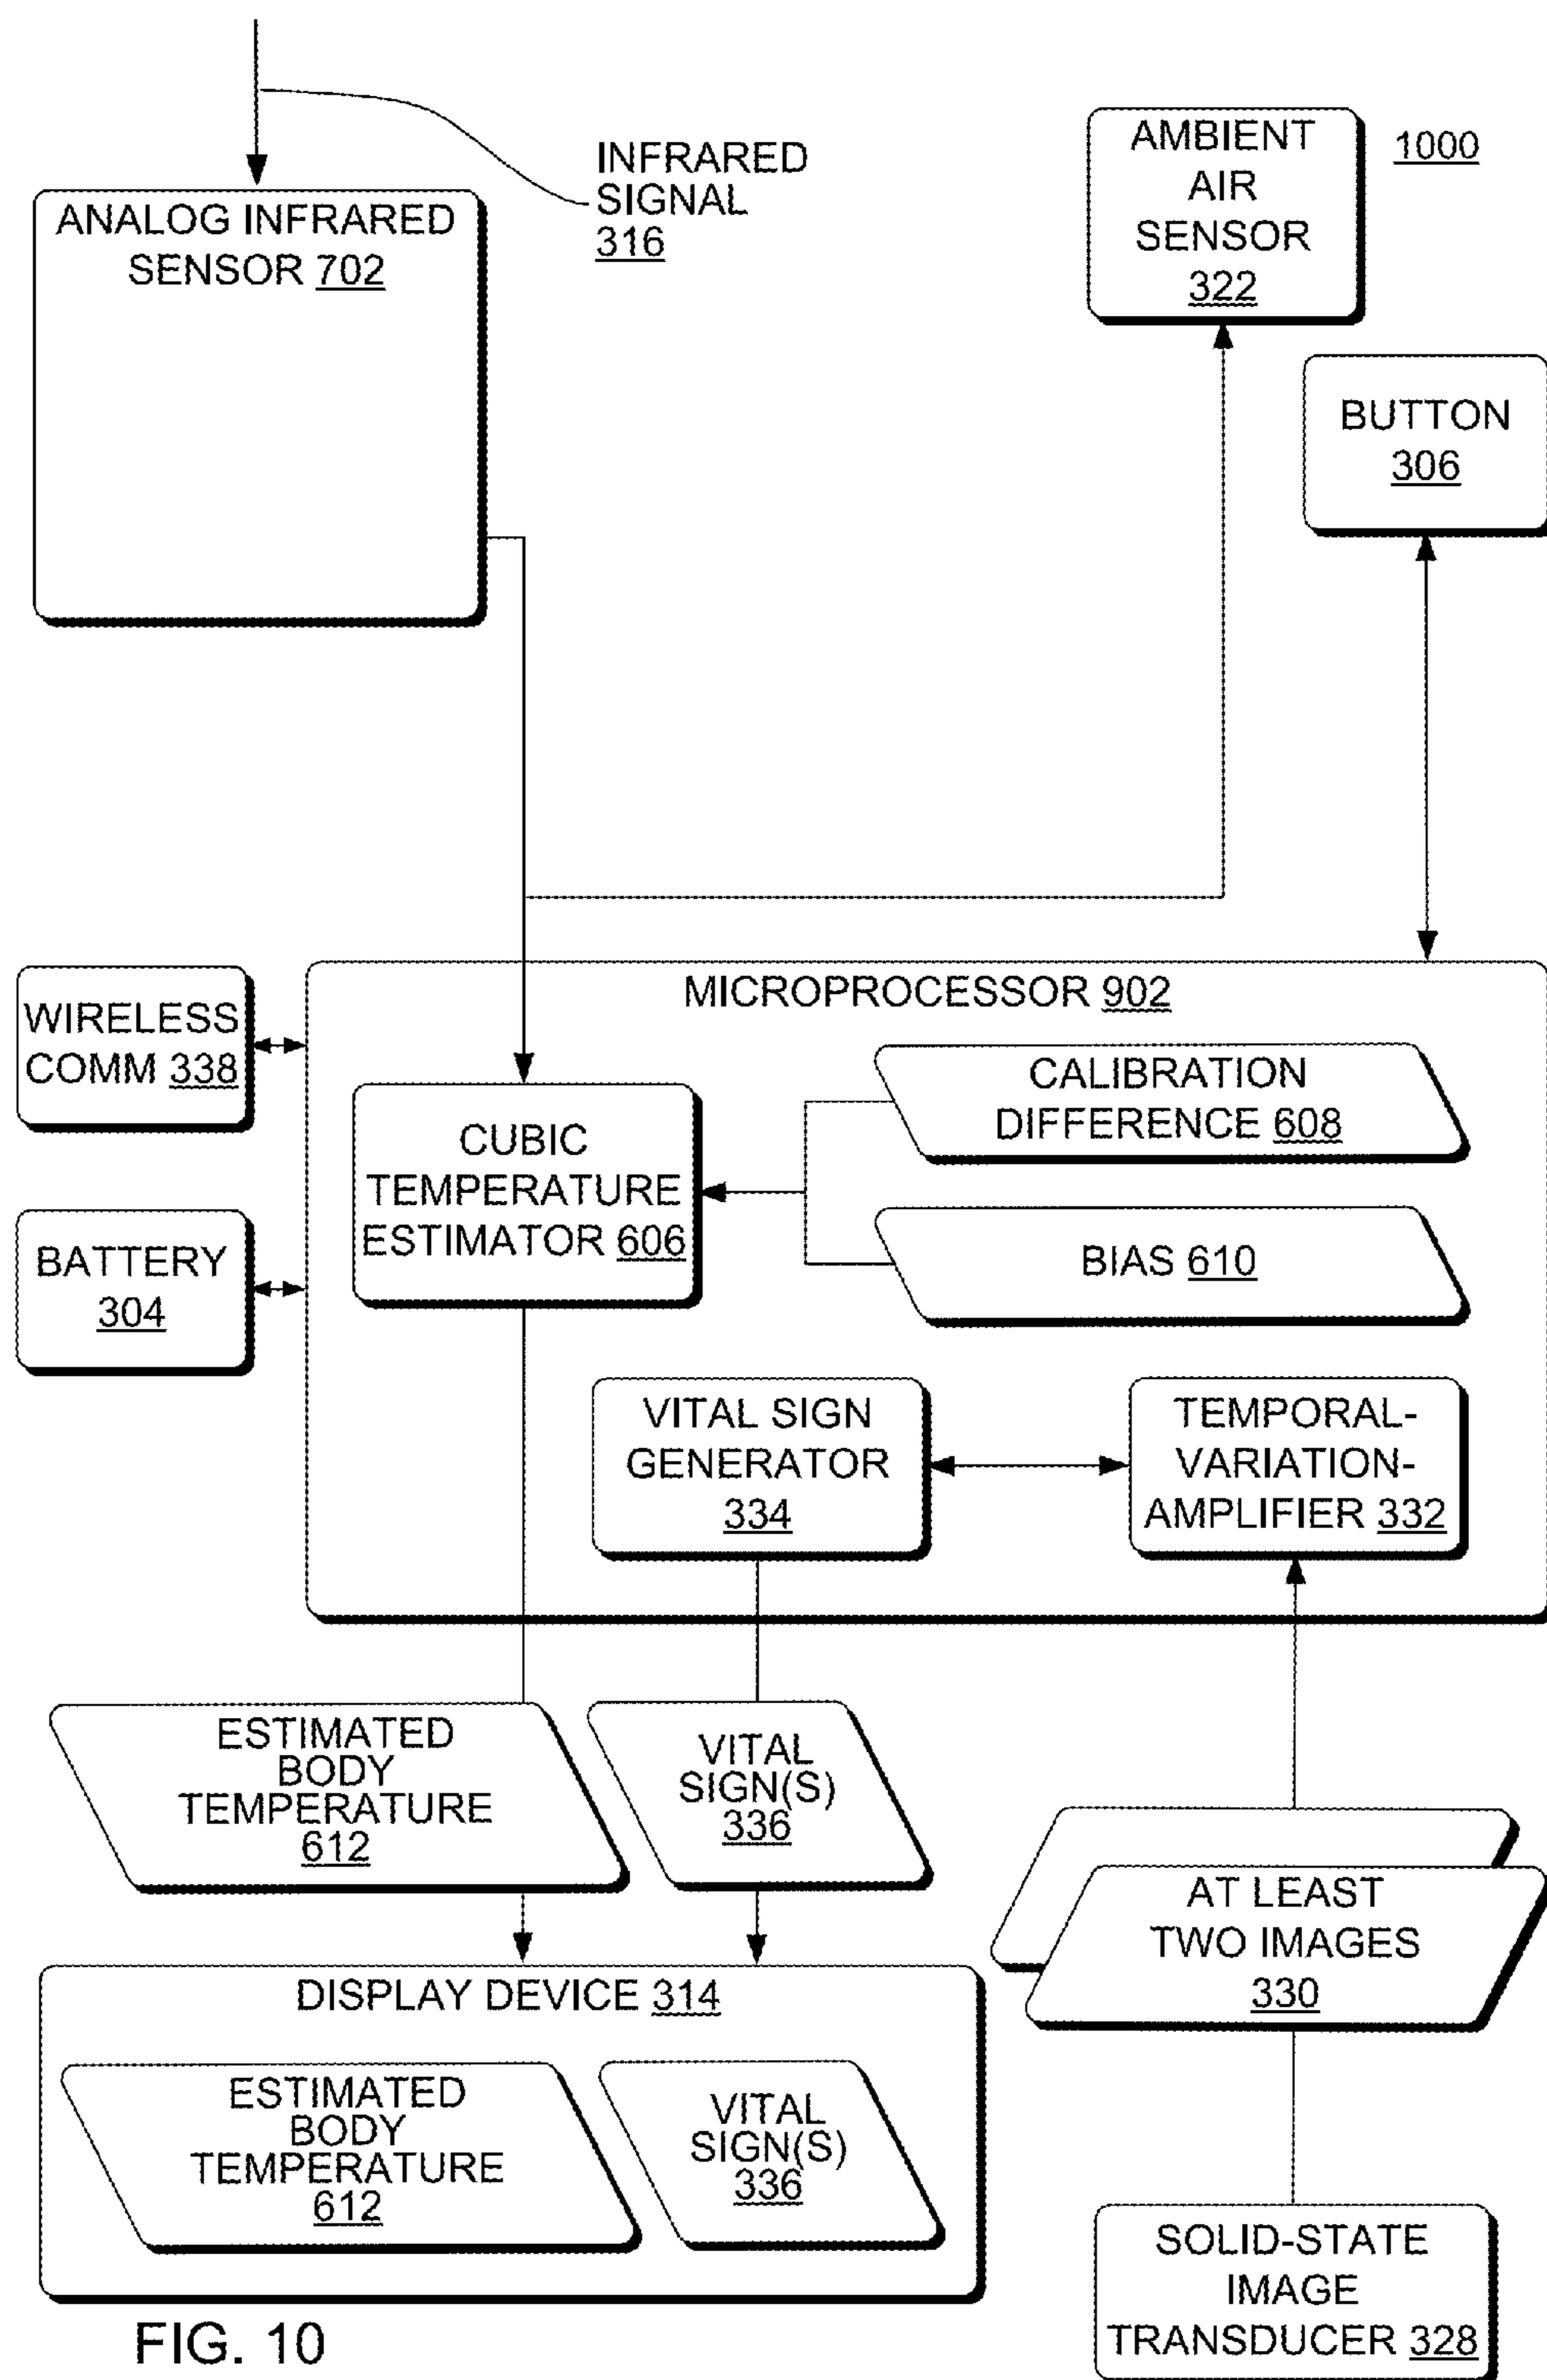 INFRARED
SIGNAL
316
ANALOG INFRARED
SENSOR 702
AMBIENT
AIR
SENSOR
322
1000
BUTTON
306
MICROPROCESSOR 902
WIRELESS
COMM 338
BATTERY
304
CUBIC
TEMPERATURE
ESTIMATOR 606
CALIBRATION
DIFFERENCE 608
BIAS 610
VITAL SIGN
GENERATOR
334
TEMPORAL-
VARIATION-
AMPLIFIER 332
ESTIMATED
BODY
TEMPERATURE
612
VITAL
SIGN(S)
336
AT LEAST
TWO IMAGES
330
DISPLAY DEVICE 314
ESTIMATED
BODY
TEMPERATURE
612
VITAL
SIGN(S)
336
SOLID-STATE
IMAGE
TRANSDUCER 328
FIG. 10